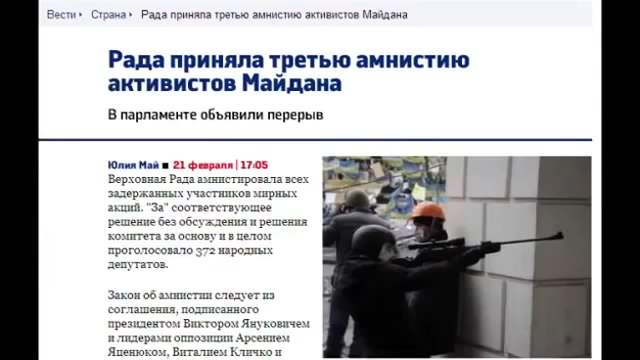 Вести ▸ Страна ▸ Рада приняла третью амнистию активистов Майдана
Рада приняла третью амнистию
активистов Майдана
В парламенте объявили перерыв
Юлия Май ■ 21 февраля | 17:05
Верховная Рада амнистировала всех
задержанных участников мирных
акций. "За" соответствующее
решение без обсуждения и решения
комитета за основу и в целом
проголосовало 372 народных
депутатов.
Закон об амнистии следует из
соглашения, подписанного
президентом Виктором Януковичем
и лидерами оппозиции Арсением
Яценюком, Виталием Кличко и